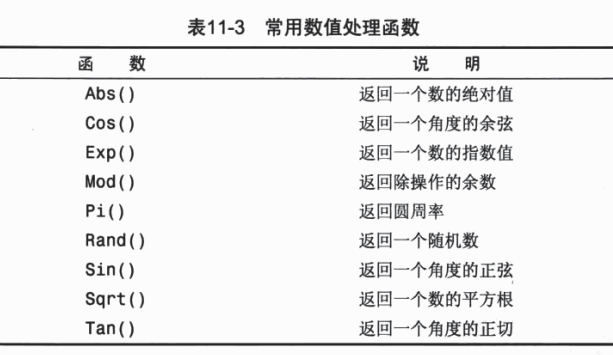 表11-3 常用数值处理函数
函 数 说 明
Abs() 返回一个数的绝对值
Cos() 返回一个角度的余弦
Exp() 返回一个数的指数值
Mod() 返回除操作的余数
Pi() 返回圆周率
Rand() 返回一个随机数
Sin() 返回一个角度的正弦
Sqrt() 返回一个数的平方根
Tan() 返回一个角度的正切